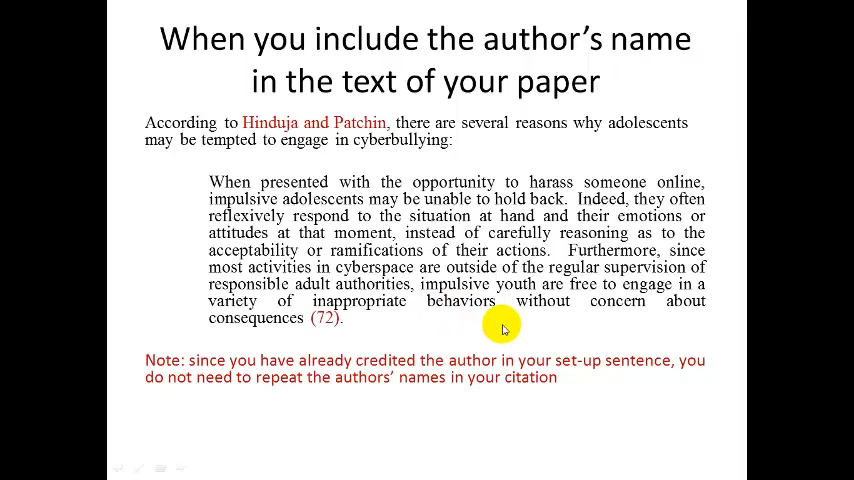 When you include the author's name
in the text of your paper
According to Hinduja and Patchin, there are several reasons why adolescents
may be tempted to engage in cyberbullying:
When presented with the opportunity to harass someone online,
impulsive adolescents may be unable to hold back. Indeed, they often
reflexively respond to the situation at hand and their emotions or
attitudes at that moment, instead of carefully reasoning as to the
acceptability or ramifications of their actions. Furthermore, since
most activities in cyberspace are outside of the regular supervision of
responsible adult authorities, impulsive youth are free to engage in a
variety of inappropriate behaviors without concern about
consequences (72).
Note: since you have already credited the author in your set-up sentence, you
do not need to repeat the authors' names in your citation